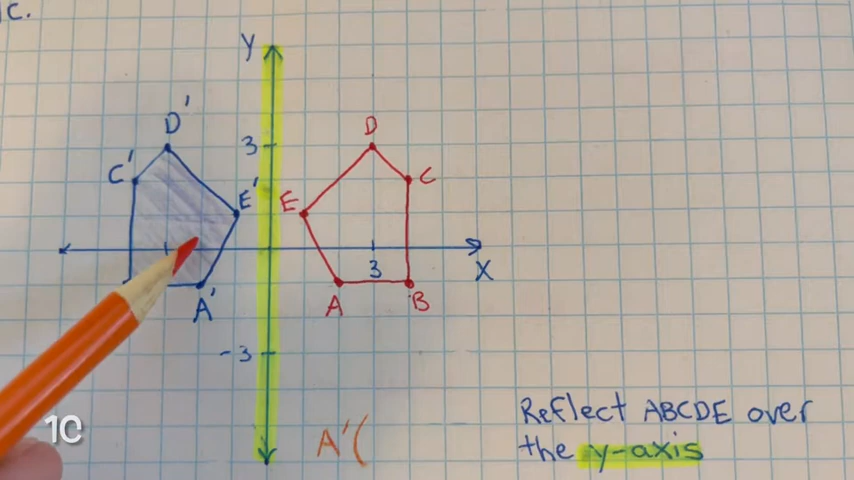 c.
Y
D'
D
3
C'
C
E'
E
3
X
A'
A
B
-3
Reflect ABCDE over
the y-axis
A'(
10